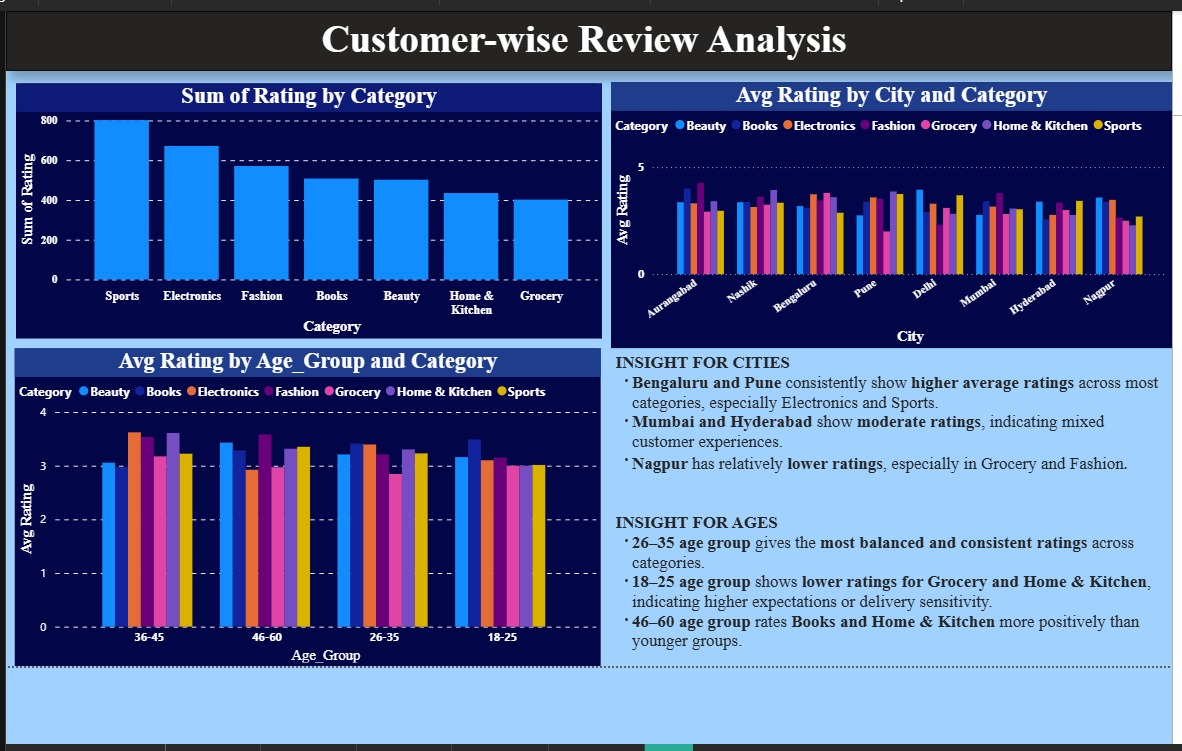 Customer-wise Review Analysis
Sum of Rating by Category
800
600
400
200
0
Sum of Rating
Sports Electronics Fashion Books Beauty Home & Kitchen Grocery
Category
Avg Rating by City and Category
Category Beauty Books Electronics Fashion Grocery Home & Kitchen Sports
5
0
Avg Rating
Aurangabad Nashik Bengaluru Pune Delhi Mumbai Hyderabad Nagpur
City
Avg Rating by Age_Group and Category
Category Beauty Books Electronics Fashion Grocery Home & Kitchen Sports
4
3
2
1
0
Avg Rating
36-45 46-60 26-35 18-25
Age_Group
INSIGHT FOR CITIES
• Bengaluru and Pune consistently show higher average ratings across most
categories, especially Electronics and Sports.
• Mumbai and Hyderabad show moderate ratings, indicating mixed
customer experiences.
• Nagpur has relatively lower ratings, especially in Grocery and Fashion.
INSIGHT FOR AGES
• 26–35 age group gives the most balanced and consistent ratings across
categories.
• 18–25 age group shows lower ratings for Grocery and Home & Kitchen,
indicating higher expectations or delivery sensitivity.
• 46–60 age group rates Books and Home & Kitchen more positively than
younger groups.